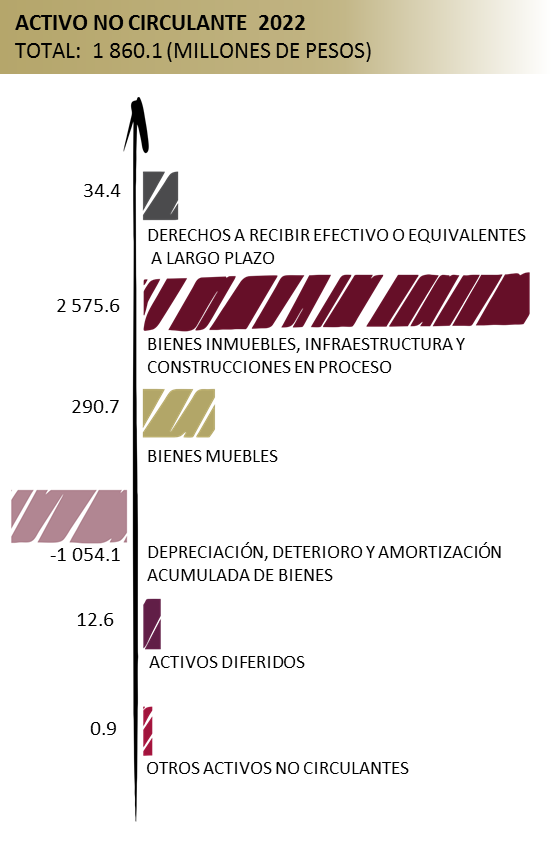 ACTIVO NO CIRCULANTE 2022
TOTAL: 1 860.1 (MILLONES DE PESOS)
34.4
DERECHOS A RECIBIR EFECTIVO O EQUIVALENTES
A LARGO PLAZO
2 575.6
BIENES INMUEBLES, INFRAESTRUCTURA Y
CONSTRUCCIONES EN PROCESO
290.7
BIENES MUEBLES
-1 054.1
DEPRECIACIÓN, DETERIORO Y AMORTIZACIÓN
ACUMULADA DE BIENES
12.6
ACTIVOS DIFERIDOS
0.9
OTROS ACTIVOS NO CIRCULANTES